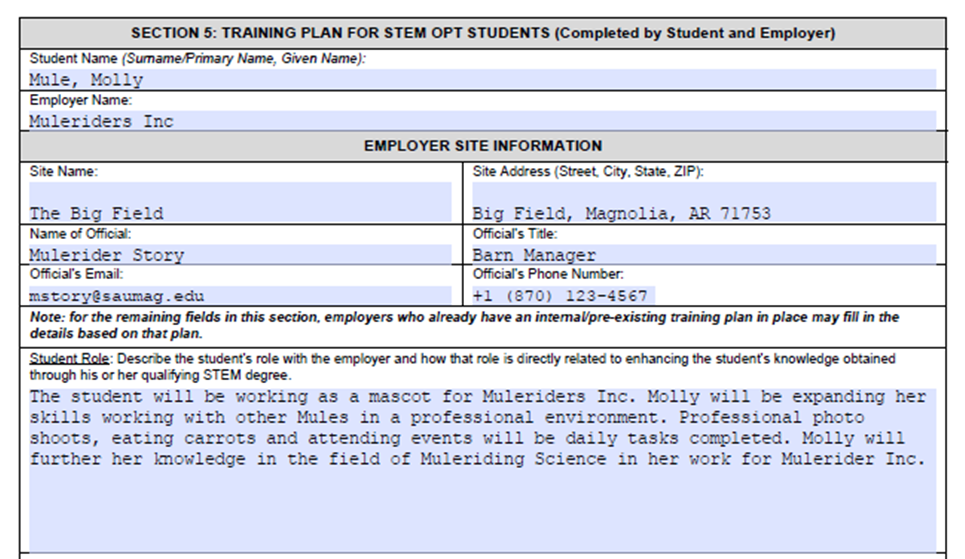 SECTION 5: TRAINING PLAN FOR STEM OPT STUDENTS (Completed by Student and Employer)
Student Name (Surname/Primary Name, Given Name):
Mule, Molly
Employer Name:
Muleriders Inc
EMPLOYER SITE INFORMATION
Site Name:
The Big Field
Site Address (Street, City, State, ZIP):
Big Field, Magnolia, AR 71753
Name of Official:
Mulerider Story
Official's Title:
Barn Manager
Official's Email:
mstory@saumag.edu
Official's Phone Number:
+1 (870) 123-4567
Note: for the remaining fields in this section, employers who already have an internal/pre-existing training plan in place may fill in the
details based on that plan.
Student Role: Describe the student's role with the employer and how that role is directly related to enhancing the student's knowledge obtained
through his or her qualifying STEM degree.
The student will be working as a mascot for Muleriders Inc. Molly will be expanding her
skills working with other Mules in a professional environment. Professional photo
shoots, eating carrots and attending events will be daily tasks completed. Molly will
further her knowledge in the field of Muleriding Science in her work for Mulerider Inc.